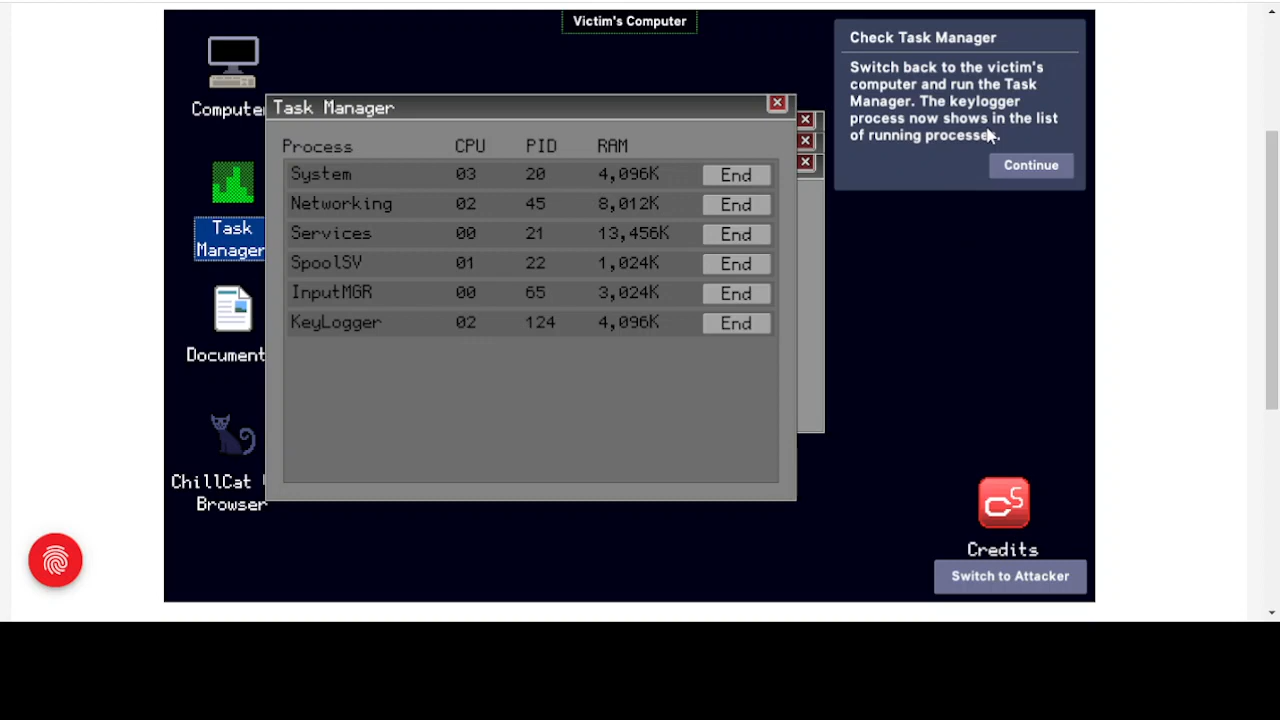 Victim's Computer
Computer
Task
Manager
Document
ChillCat
Browser
Task Manager
Process CPU PID RAM
System 03 20 4,096K End
Networking 02 45 8,012K End
Services 00 21 13,456K End
SpoolSV 01 22 1,024K End
InputMGR 00 65 3,024K End
KeyLogger 02 124 4,096K End
Check Task Manager
Switch back to the victim's
computer and run the Task
Manager. The keylogger
process now shows in the list
of running processes.
Continue
CS
Credits
Switch to Attacker